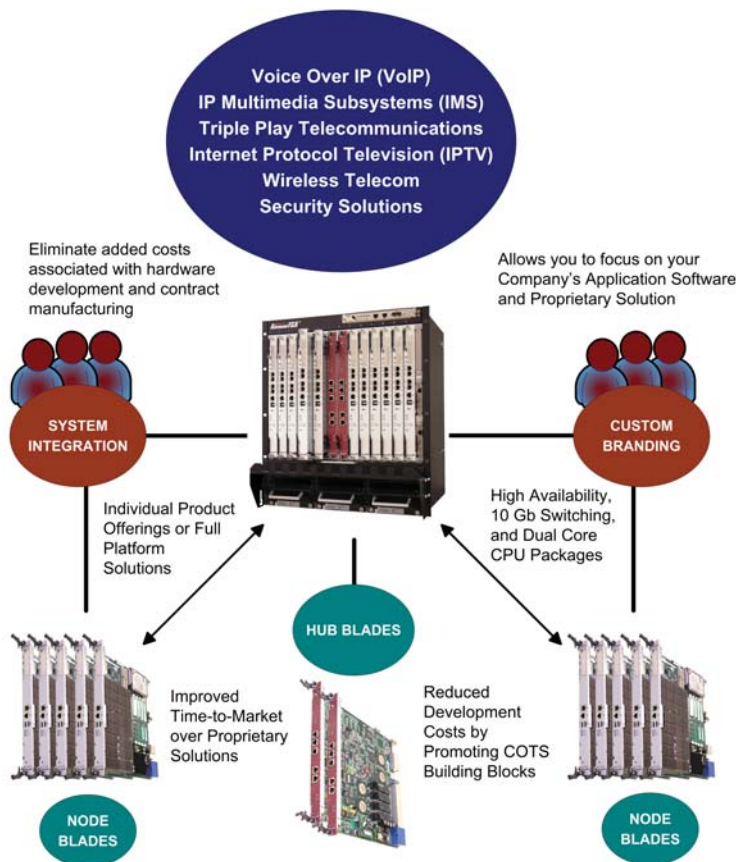 Voice Over IP (VoIP)
IP Multimedia Subsystems (IMS)
Triple Play Telecommunications
Internet Protocol Television (IPTV)
Wireless Telecom
Security Solutions
Eliminate added costs
associated with hardware
development and contract
manufacturing
Allows you to focus on your
Company's Application Software
and Proprietary Solution
SYSTEM
INTEGRATION
CUSTOM
BRANDING
Individual Product
Offerings or Full
Platform
Solutions
High Availability,
10 Gb Switching,
and Dual Core
CPU Packages
HUB BLADES
Improved
Time-to-Market
over Proprietary
Solutions
Reduced
Development
Costs by
Promoting COTS
Building Blocks
NODE
BLADES
NODE
BLADES